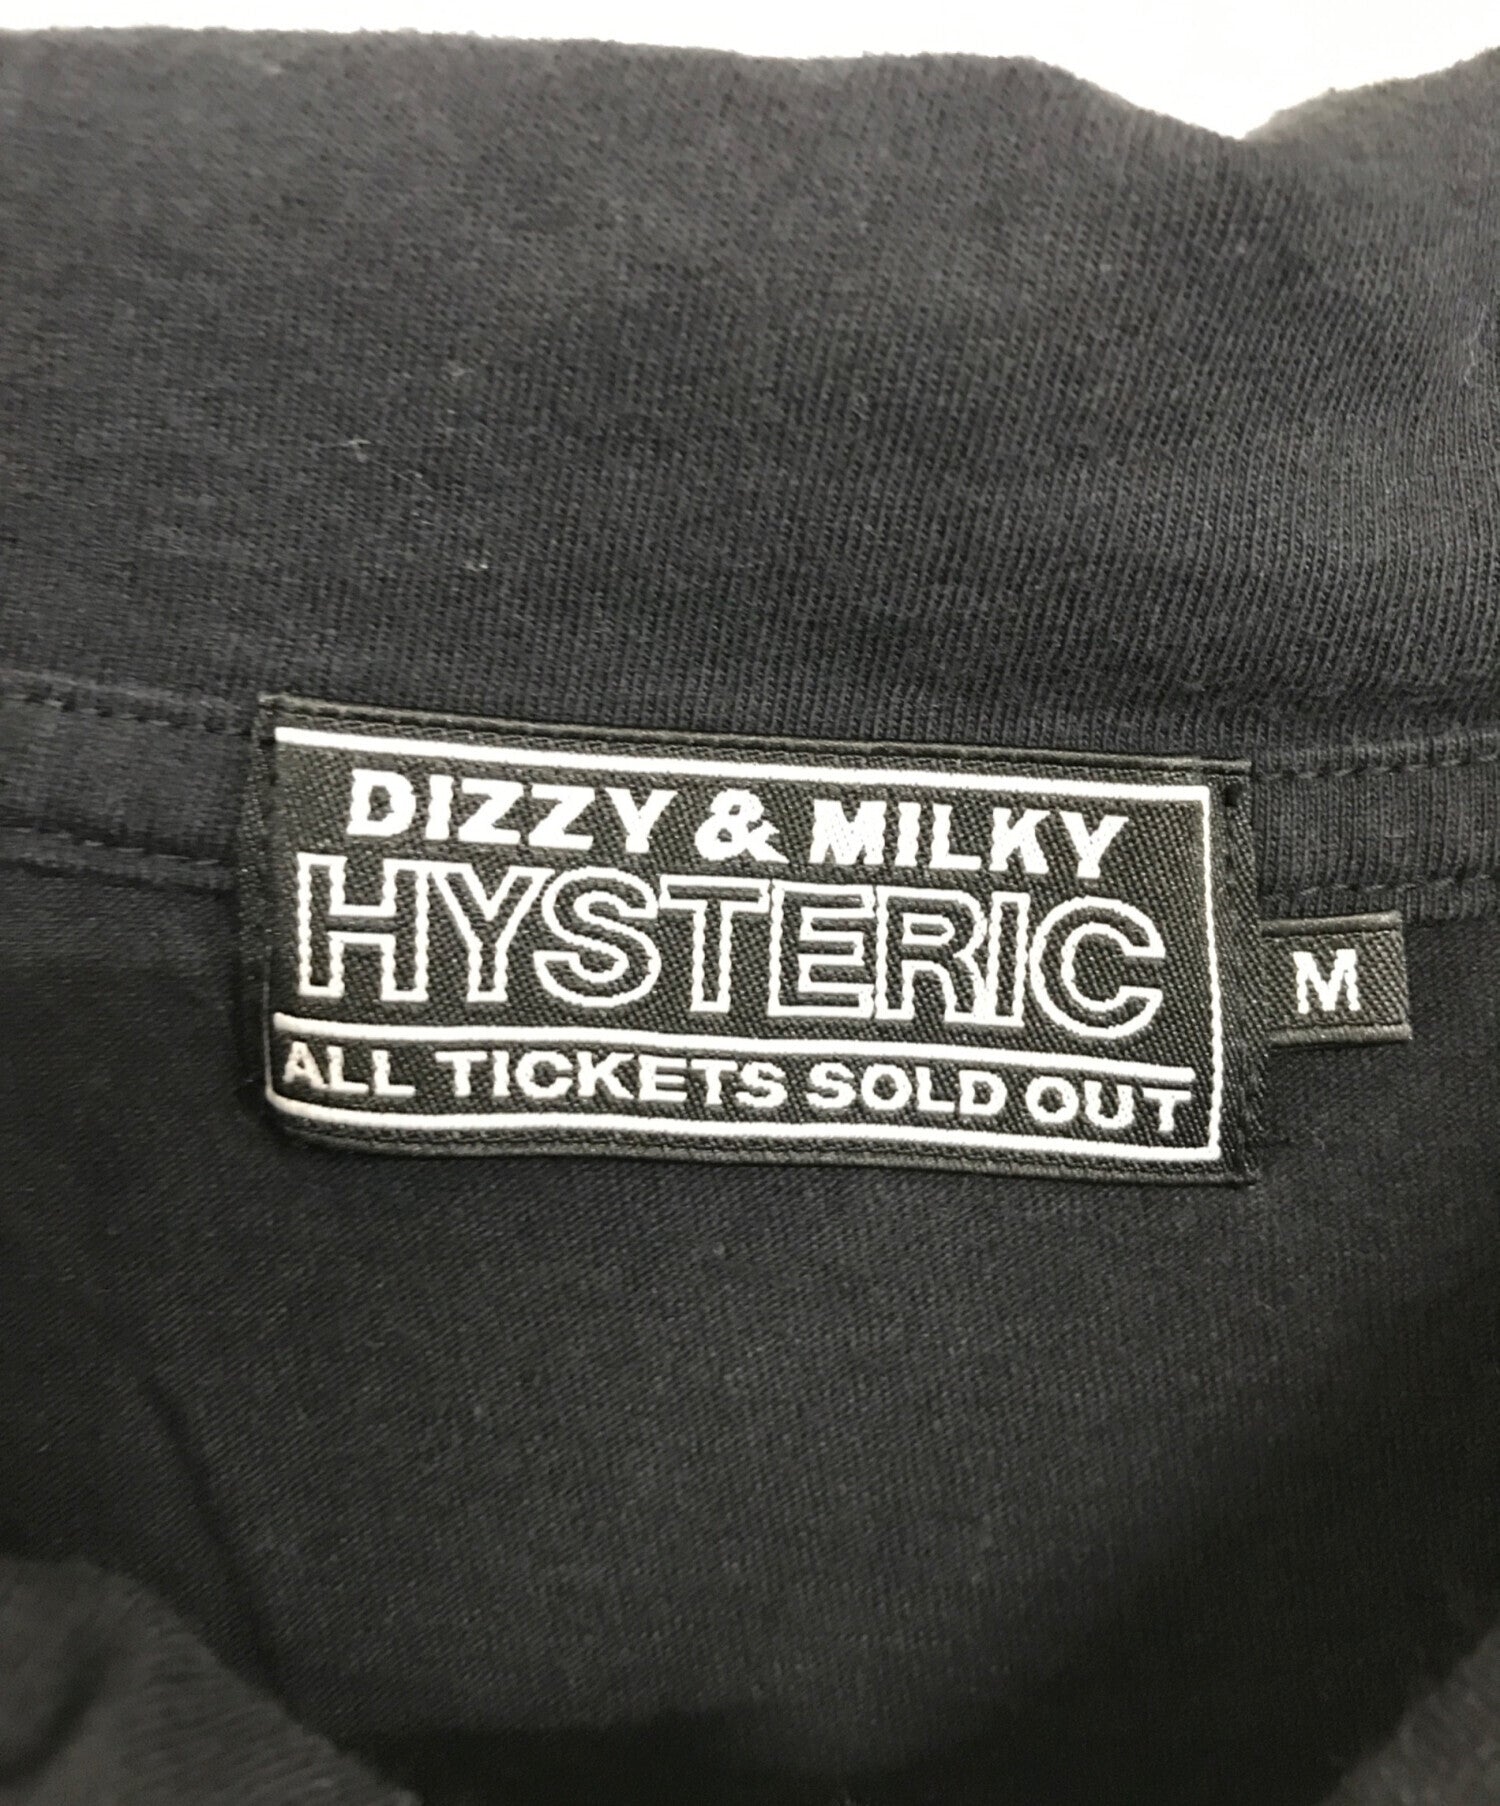 DIZZY & MILKY
HYSTERIC
ALL TICKETS SOLD OUT
M